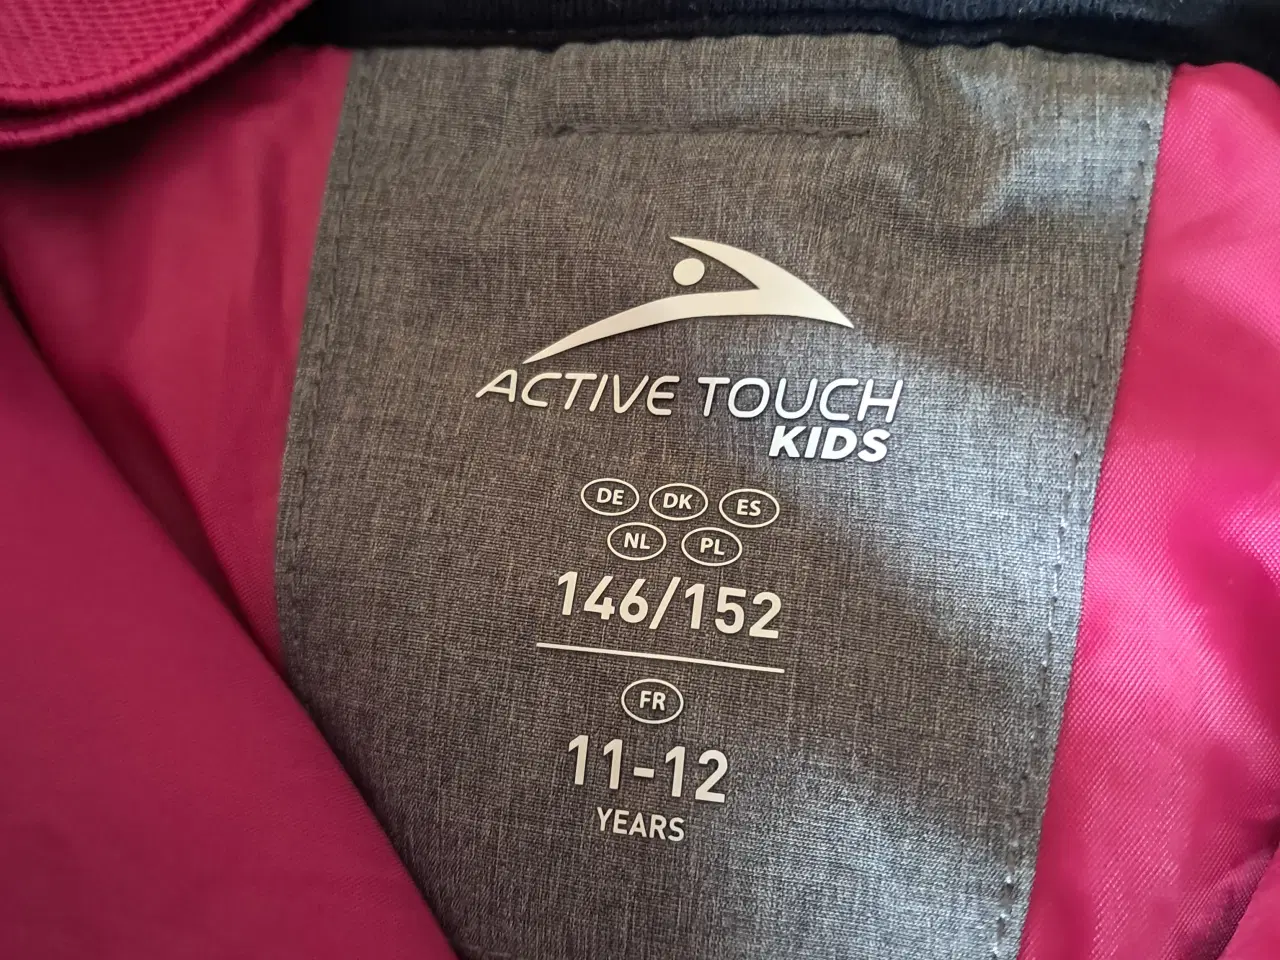 ACTIVE TOUCH
KIDS
DE DK ES
NL PL
146/152
FR
11-12
YEARS